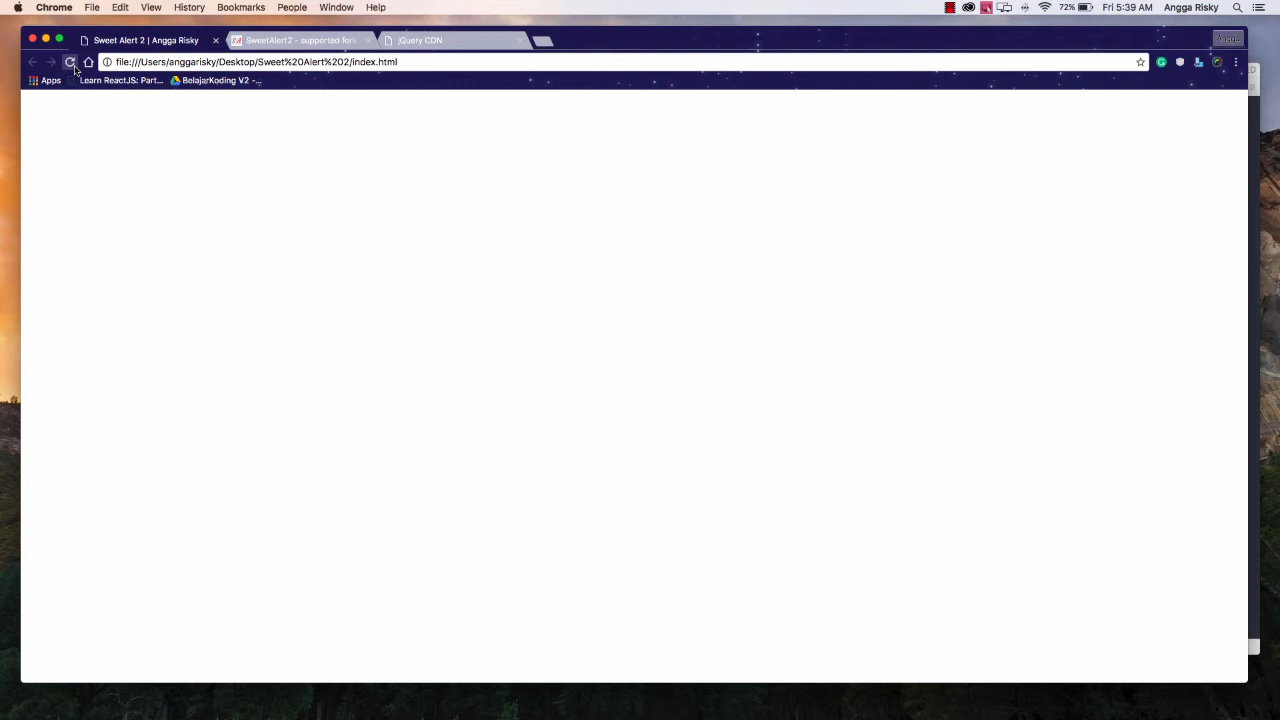 Chrome File Edit View History Bookmarks People Window Help 72% Fri 5:39 AM Angga Risky
Sweet Alert 2 | Angga Risky SweetAlert2 - supported fork jQuery CDN
file:///Users/anggarisky/Desktop/Sweet%20Alert%202/index.html
Apps Learn ReactJS: Part... BelajarKoding V2 -...